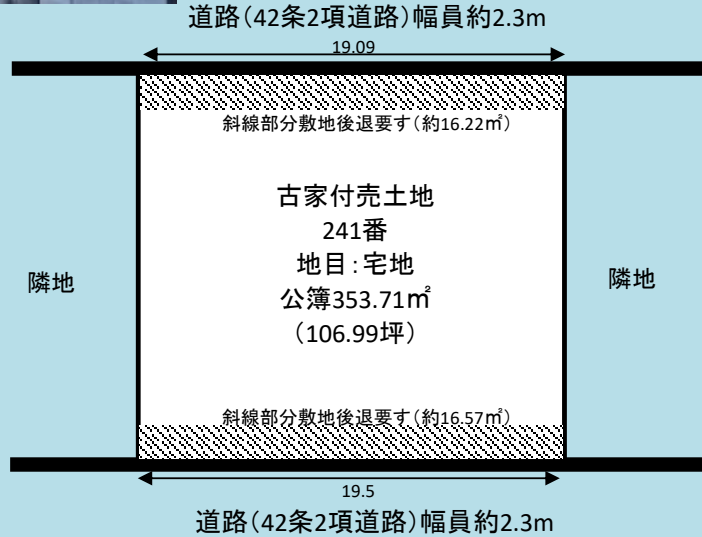 道路（42条2項道路）幅員約2.3m
19.09
斜線部分敷地後退要す（約16.22㎡）
古家付売土地
241番
地目：宅地
公簿353.71㎡
（106.99坪）
隣地
隣地
斜線部分敷地後退要す（約16.57㎡）
19.5
道路（42条2項道路）幅員約2.3m